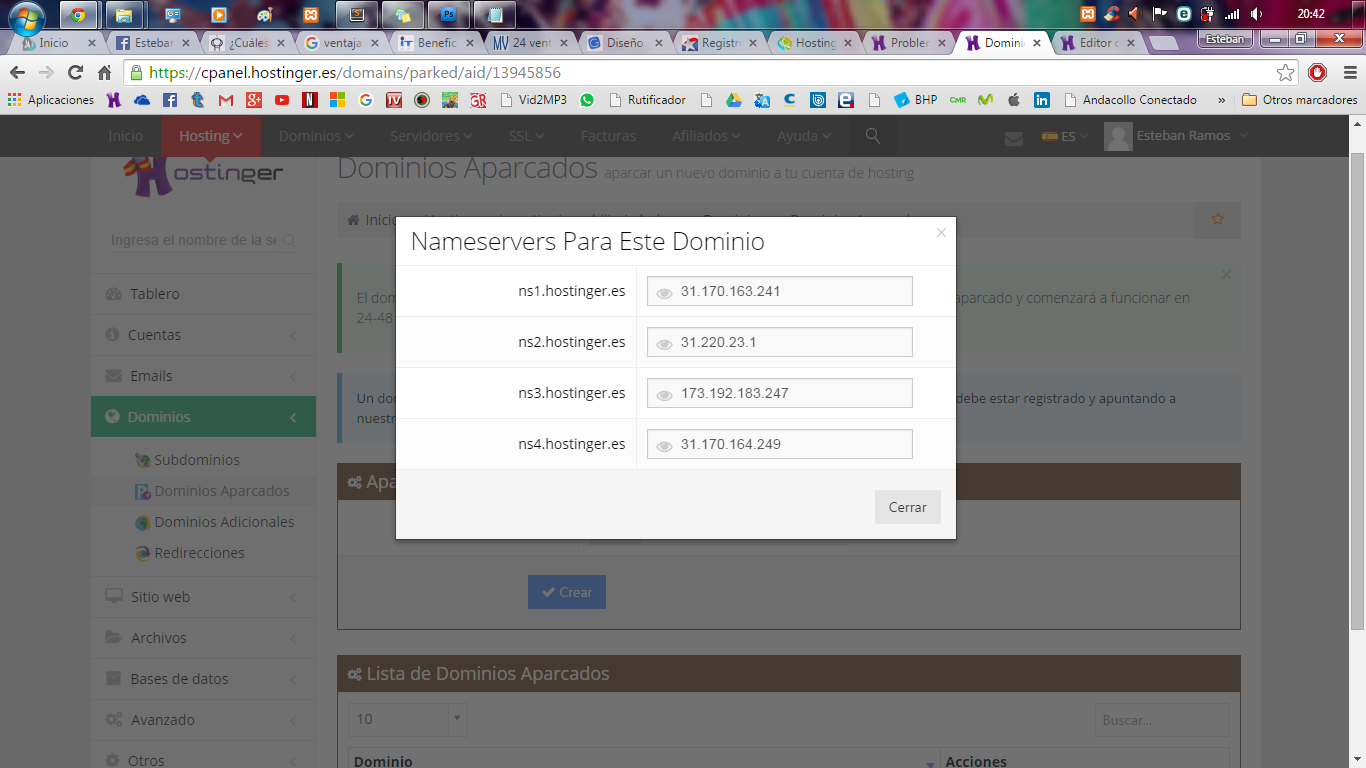 20:42
Inicio
Esteban
¿Cuáles
ventaja
Benefic
24 vent
Diseño
Registr
Hosting
Probler
Domini
Editor c
Esteban
https://cpanel.hostinger.es/domains/parked/aid/13945856
Aplicaciones
Vid2MP3
Rutificador
BHP
Andacollo Conectado
»
Otros marcadores
Inicio Hosting Dominios Servidores SSL Facturas Afiliados Ayuda ES Esteban Ramos
Hostinger
Dominios Aparcados aparcar un nuevo dominio a tu cuenta de hosting
Ingresa el nombre de la se
Inicio
Tablero
Cuentas
Emails
Dominios
Subdominios
Dominios Aparcados
Dominios Adicionales
Redirecciones
Sitio web
Archivos
Bases de datos
Avanzado
Otros
Nameservers Para Este Dominio ×
ns1.hostinger.es 31.170.163.241
ns2.hostinger.es 31.220.23.1
ns3.hostinger.es 173.192.183.247
ns4.hostinger.es 31.170.164.249
Cerrar
El dom
aparcado y comenzará a funcionar en
24-48
Un dom
debe estar registrado y apuntando a
nuestr
Apa
Crear
Lista de Dominios Aparcados
10
Buscar...
Dominio Acciones